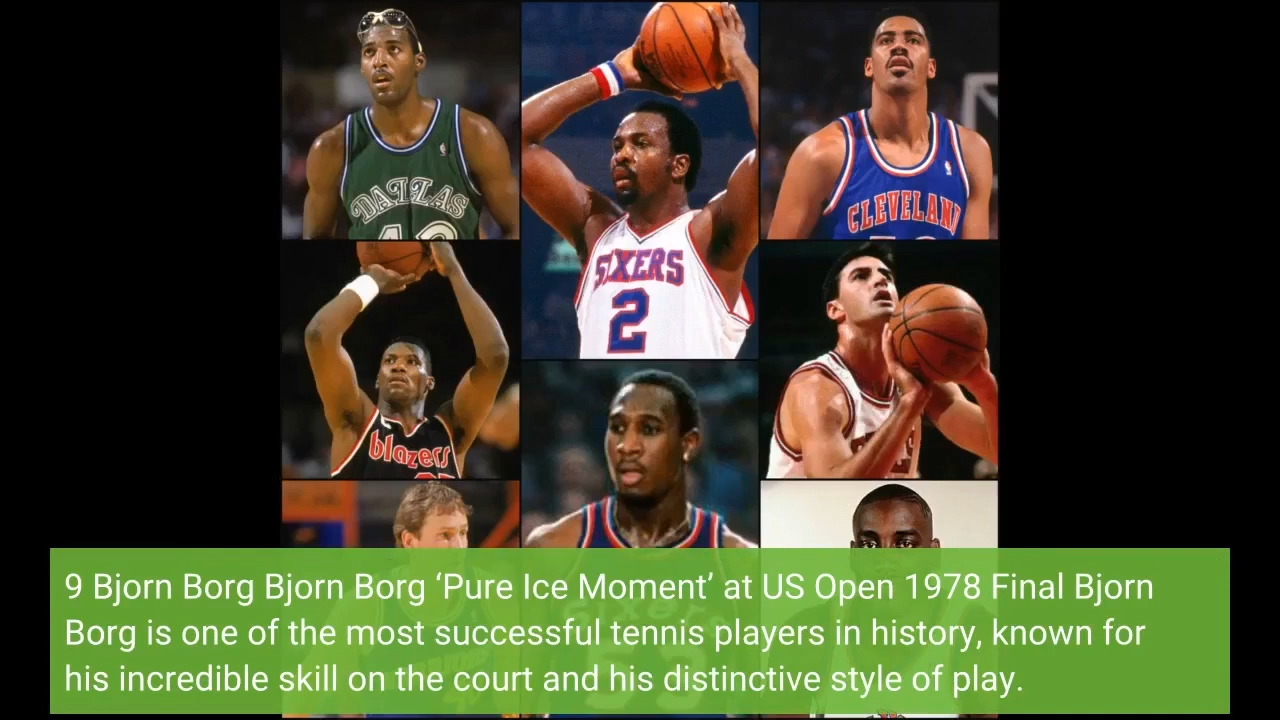 DALLAS
SIXERS
2
CLEVELAND
blazers
9 Bjorn Borg Bjorn Borg ‘Pure Ice Moment’ at US Open 1978 Final Bjorn
Borg is one of the most successful tennis players in history, known for
his incredible skill on the court and his distinctive style of play.